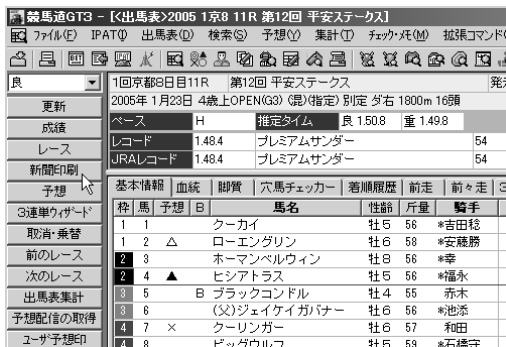 競馬道GT3 - [<出馬表>2005 1京8 11R 第12回 平安ステークス]
ファイル(F) IPAT(I) 出馬表(D) 検索(S) 予想(Y) 集計(T) チェック・メモ(M) 拡張コマンド
良
1回京都8日目11R 第12回 平安ステークス 発
2005年 1月23日 4歳上OPEN(G3) (混)(指定) 別定 ダ右 1800m 16頭
ペース H 推定タイム 良 1.50.8 重 1.49.8
レコード 1.48.4 プレミアムサンダー 54
JRAレコード 1.48.4 プレミアムサンダー 54
更新
成績
レース
新聞印刷
予想
3連単ウィザード
取消・乗替
前のレース
次のレース
出馬表集計
予想配信の取得
ユーザ予想印
基本情報 血統 脚質 穴馬チェッカー 着順履歴 前走 前々走 3
枠 馬 予想 B 馬名 性齢 斤量 騎手
1 1 クーカイ 牡5 56 *吉田稔
1 2 △ ローエングリン 牡6 58 *安藤勝
2 3 ホーマンベルウィン 牡8 56 *幸
2 4 ▲ ヒシアトラス 牡5 56 *福永
3 5 B ブラックコンドル 牡4 55 赤木
3 6 (父)ジェイケイガバナー 牡6 56 *池添
4 7 × クーリンガー 牡6 57 和田
4 8 ビッグウルフ 牡5 59 *石橋守